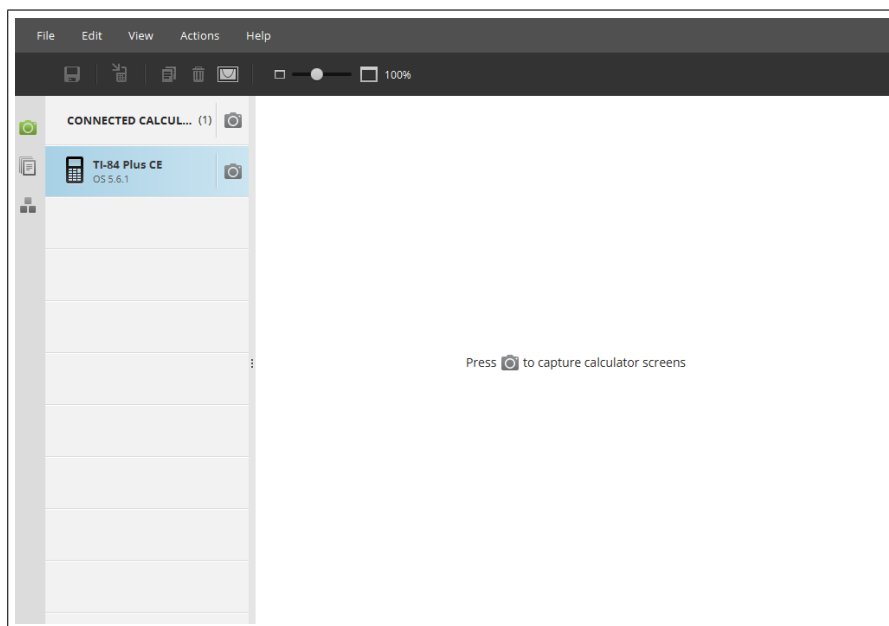 File Edit View Actions Help
100%
CONNECTED CALCUL... (1)
TI-84 Plus CE
OS 5.6.1
Press to capture calculator screens